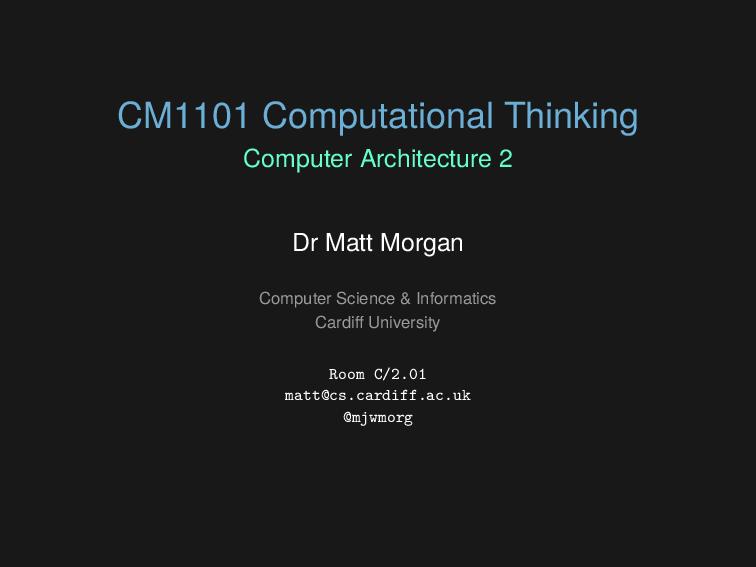 CM1101 Computational Thinking
Computer Architecture 2
Dr Matt Morgan
Computer Science & Informatics
Cardiff University
Room C/2.01
matt@cs.cardiff.ac.uk
@mjwmorg